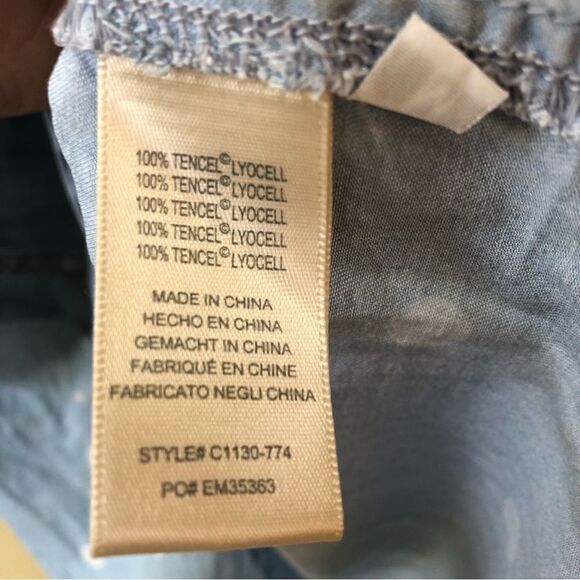 100% TENCEL©LYOCELL
100% TENCEL©LYOCELL
100% TENCEL©LYOCELL
100% TENCEL©LYOCELL
100% TENCEL©LYOCELL
MADE IN CHINA
HECHO EN CHINA
GEMACHT IN CHINA
FABRIQUÉ EN CHINE
FABRICATO NEGLI CHINA
STYLE# C1130-774
PO# EM35363